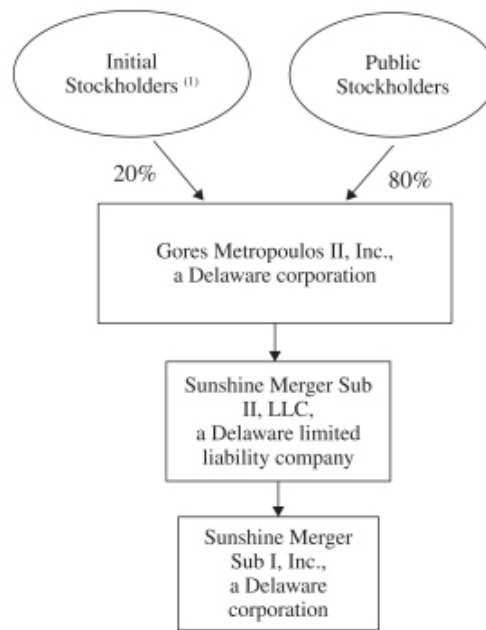 Initial
Stockholders (1)
Public
Stockholders
20%
80%
Gores Metropoulos II, Inc.,
a Delaware corporation
Sunshine Merger Sub
II, LLC,
a Delaware limited
liability company
Sunshine Merger
Sub I, Inc.,
a Delaware
corporation